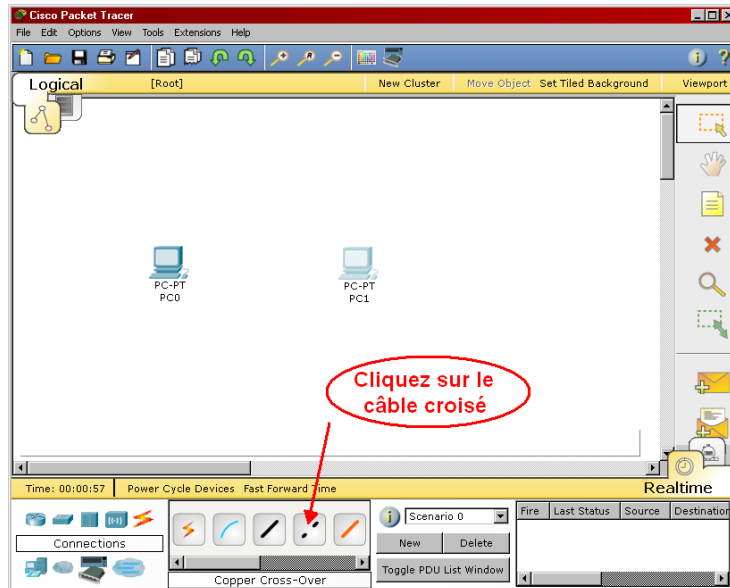 Cisco Packet Tracer
File Edit Options View Tools Extensions Help
Logical [Root] New Cluster Move Object Set Tiled Background Viewport
PC-PT
PC0
PC-PT
PC1
Cliquez sur le
câble croisé
Time: 00:00:57 Power Cycle Devices Fast Forward Time Realtime
Connections
Copper Cross-Over
Scenario 0
New Delete
Toggle PDU List Window
Fire Last Status Source Destination